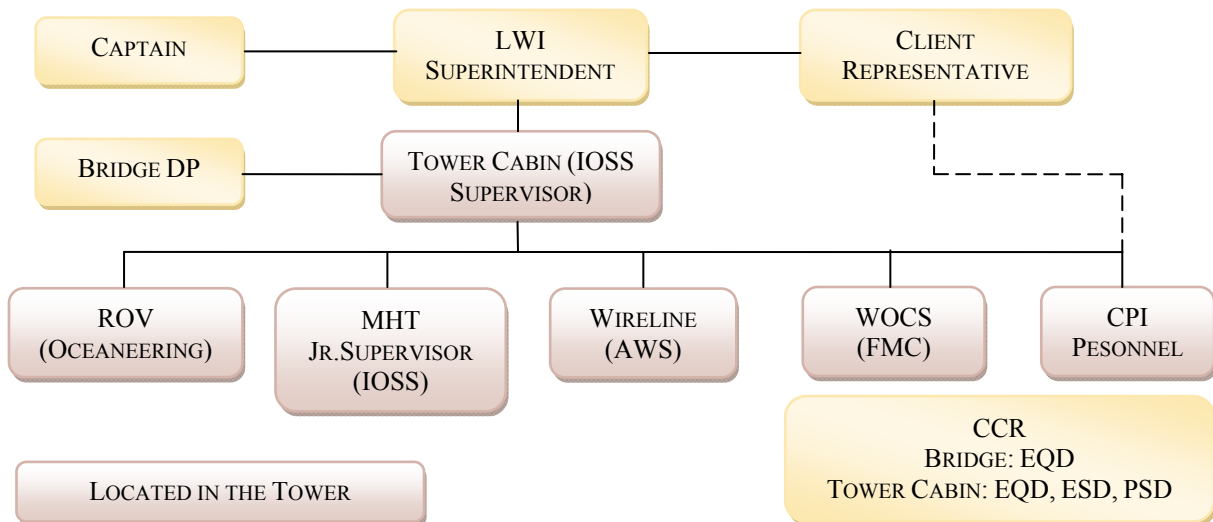 CAPTAIN
LWI
SUPERINTENDENT
CLIENT
REPRESENTATIVE
BRIDGE DP
TOWER CABIN (IOSS
SUPERVISOR)
ROV
(OCEANEERING)
MHT
JR.SUPERVISOR
(IOSS)
WIRELINE
(AWS)
WOCS
(FMC)
CPI
PESONNEL
CCR
BRIDGE: EQD
TOWER CABIN: EQD, ESD, PSD
LOCATED IN THE TOWER